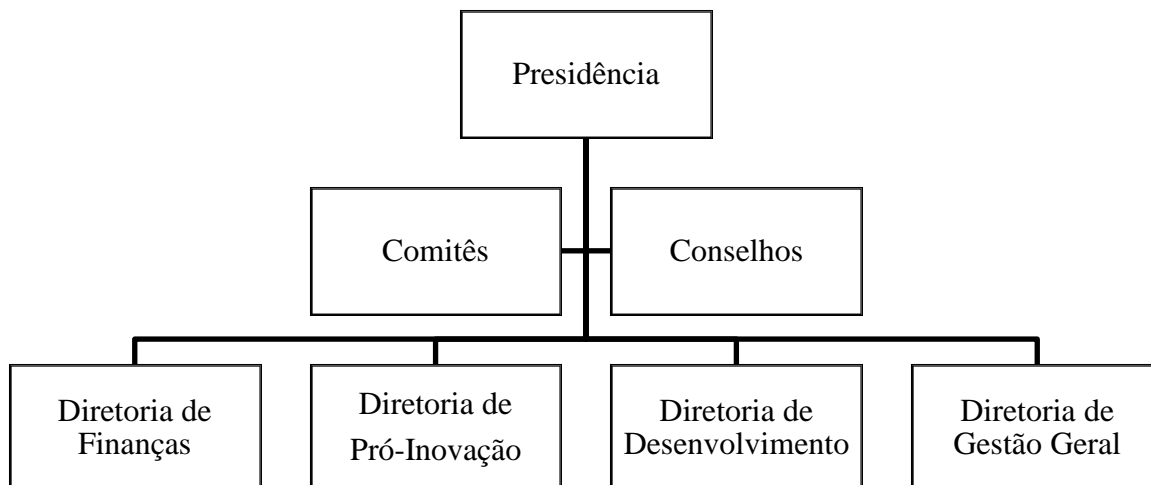 Presidência
Comitês
Conselhos
Diretoria de
Finanças
Diretoria de
Pró-Inovação
Diretoria de
Desenvolvimento
Diretoria de
Gestão Geral